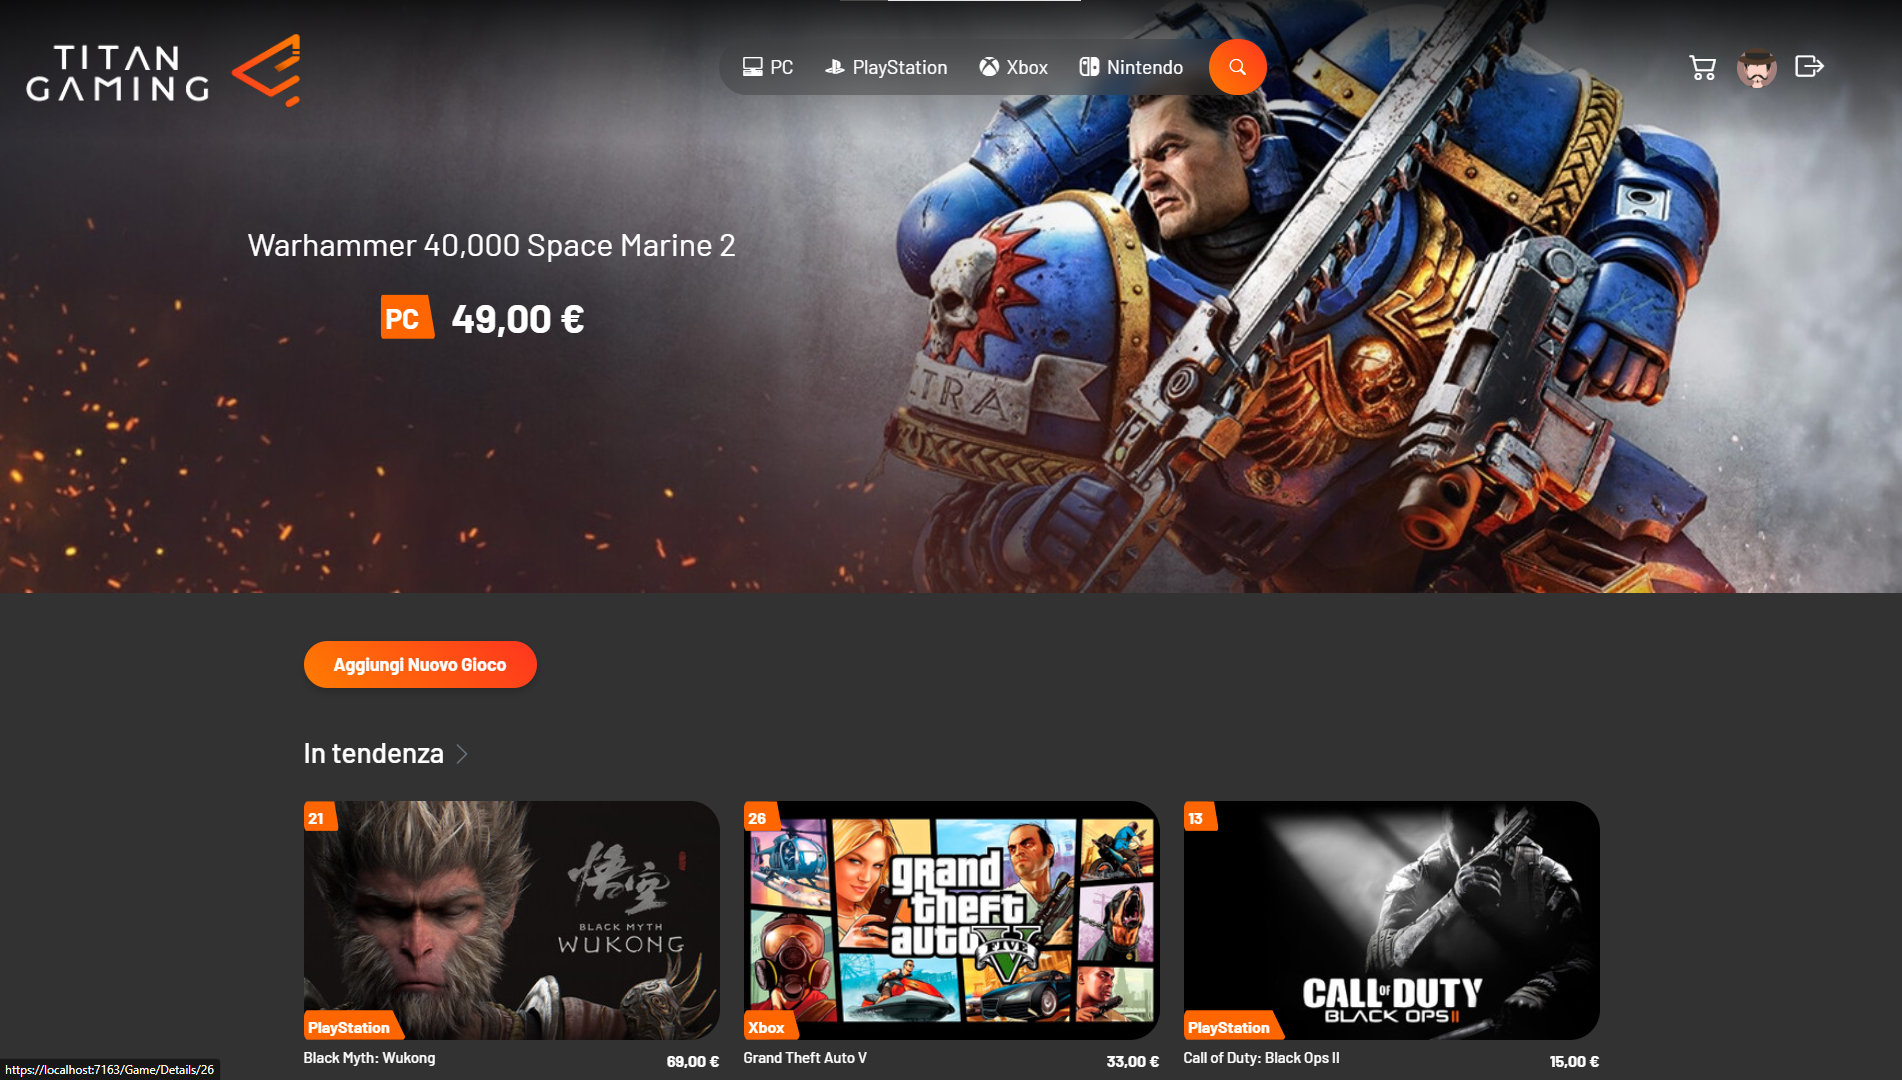 TITAN
GAMING
PC
PlayStation
Xbox
Nintendo
Warhammer 40,000 Space Marine 2
PC
49,00 €
TRA
Aggiungi Nuovo Gioco
In tendenza
21
悟空
BLACK MYTH
WUKONG
PlayStation
Black Myth: Wukong
69,00 €
26
grand
theft
auto
FIVE
Xbox
Grand Theft Auto V
33,00 €
13
CALL OF DUTY
BLACK OPS II
PlayStation
Call of Duty: Black Ops II
15,00 €
https://localhost:7163/Game/Details/26